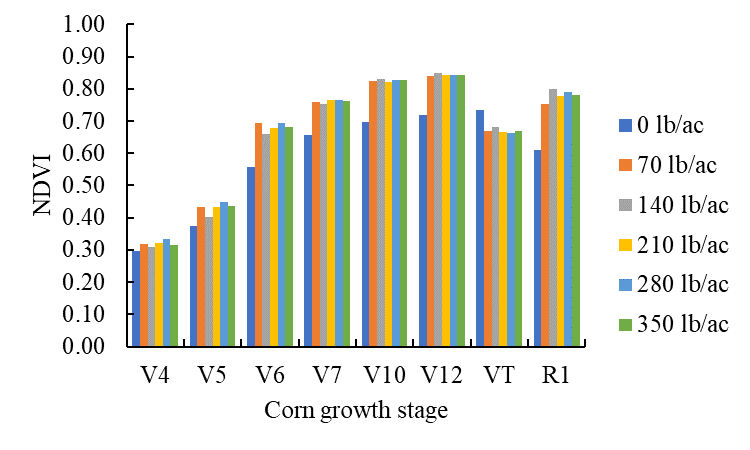 1.00
0.90
0.80
0.70
0.60
0.50
0.40
0.30
0.20
0.10
0.00
NDVI
V4 V5 V6 V7 V10 V12 VT R1
Corn growth stage
0 lb/ac
70 lb/ac
140 lb/ac
210 lb/ac
280 lb/ac
350 lb/ac